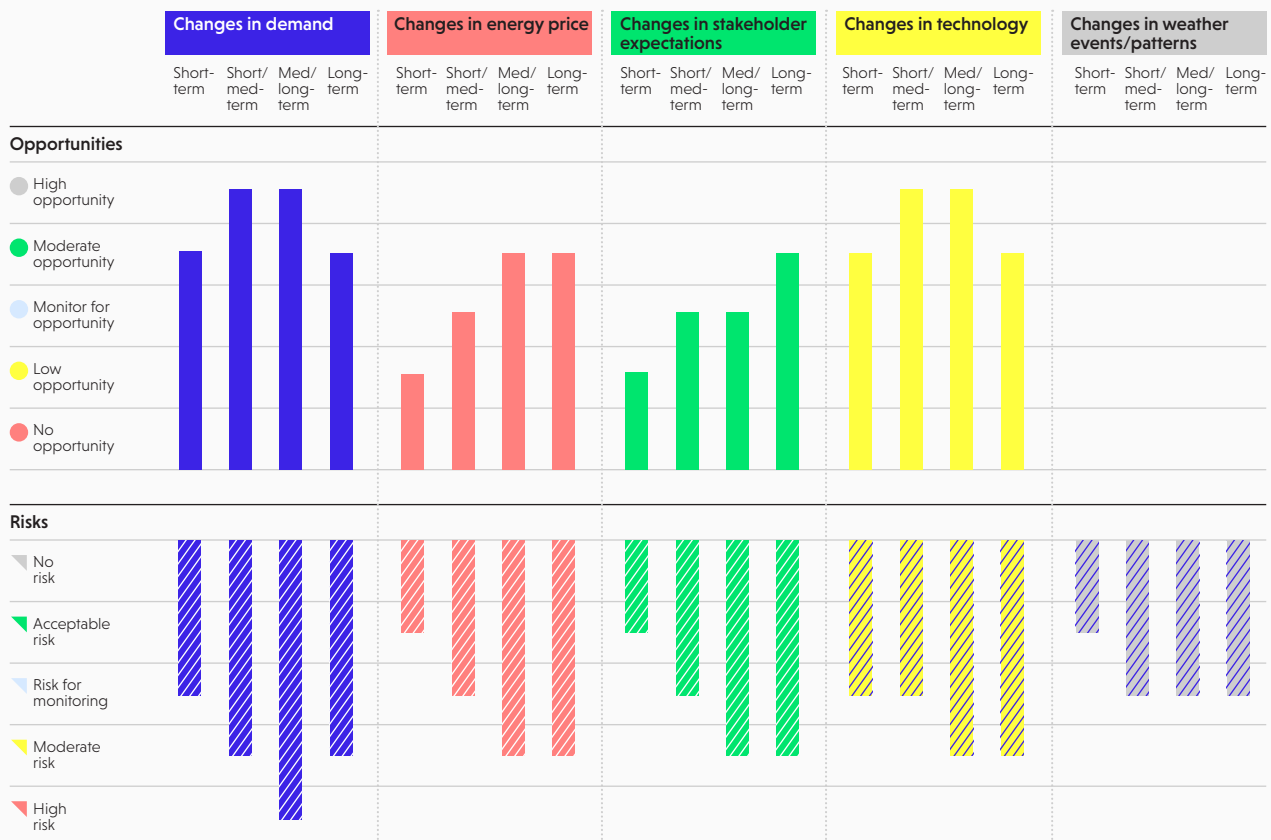 Changes in demand
Changes in energy price
Changes in stakeholder
expectations
Changes in technology
Changes in weather
events/patterns
Short-
term
Short/
med-
term
Med/
long-
term
Long-
term
Short-
term
Short/
med-
term
Med/
long-
term
Long-
term
Short-
term
Short/
med-
term
Med/
long-
term
Long-
term
Short-
term
Short/
med-
term
Med/
long-
term
Long-
term
Short-
term
Short/
med-
term
Med/
long-
term
Long-
term
Opportunities
High
opportunity
Moderate
opportunity
Monitor for
opportunity
Low
opportunity
No
opportunity
Risks
No
risk
Acceptable
risk
Risk for
monitoring
Moderate
risk
High
risk